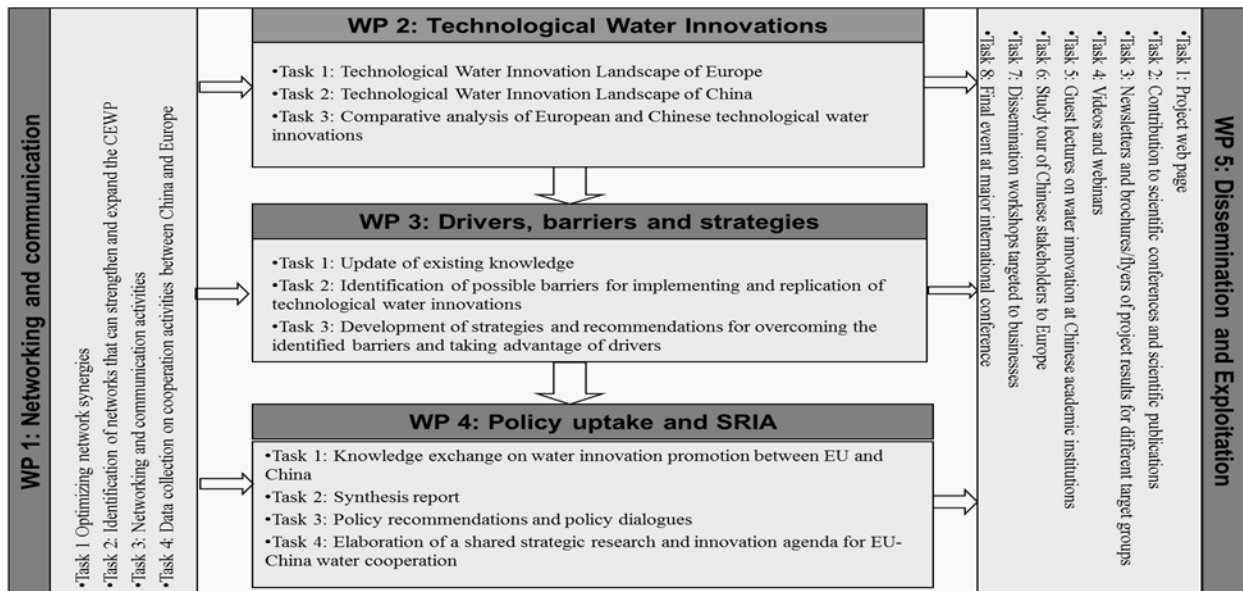 WP 1: Networking and communication
•Task 1 Optimizing network synergies
•Task 2: Identification of networks that can strengthen and expand the CEWP
•Task 3: Networking and communication activities
•Task 4: Data collection on cooperation activities between China and Europe
WP 2: Technological Water Innovations
•Task 1: Technological Water Innovation Landscape of Europe
•Task 2: Technological Water Innovation Landscape of China
•Task 3: Comparative analysis of European and Chinese technological water
innovations
WP 3: Drivers, barriers and strategies
•Task 1: Update of existing knowledge
•Task 2: Identification of possible barriers for implementing and replication of
technological water innovations
•Task 3: Development of strategies and recommendations for overcoming the
identified barriers and taking advantage of drivers
WP 4: Policy uptake and SRIA
•Task 1: Knowledge exchange on water innovation promotion between EU and
China
•Task 2: Synthesis report
•Task 3: Policy recommendations and policy dialogues
•Task 4: Elaboration of a shared strategic research and innovation agenda for EU-
China water cooperation
WP 5: Dissemination and Exploitation
•Task 1: Project web page
•Task 2: Contribution to scientific conferences and scientific publications
•Task 3: Newsletters and brochures/flyers of project results for different target groups
•Task 4: Videos and webinars
•Task 5: Guest lectures on water innovation at Chinese academic institutions
•Task 6: Study tour of Chinese stakeholders to Europe
•Task 7: Dissemination workshops targeted to businesses
•Task 8: Final event at major international conference